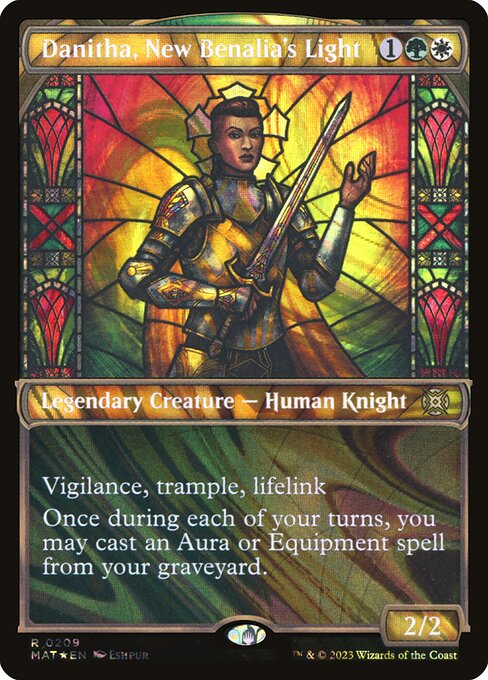 Danitha, New Benalia's Light 1
Legendary Creature — Human Knight
Vigilance, trample, lifelink
Once during each of your turns, you
may cast an Aura or Equipment spell
from your graveyard.
2/2
R 0209
MAT★EN Eshpur
™ & © 2023 Wizards of the Coast